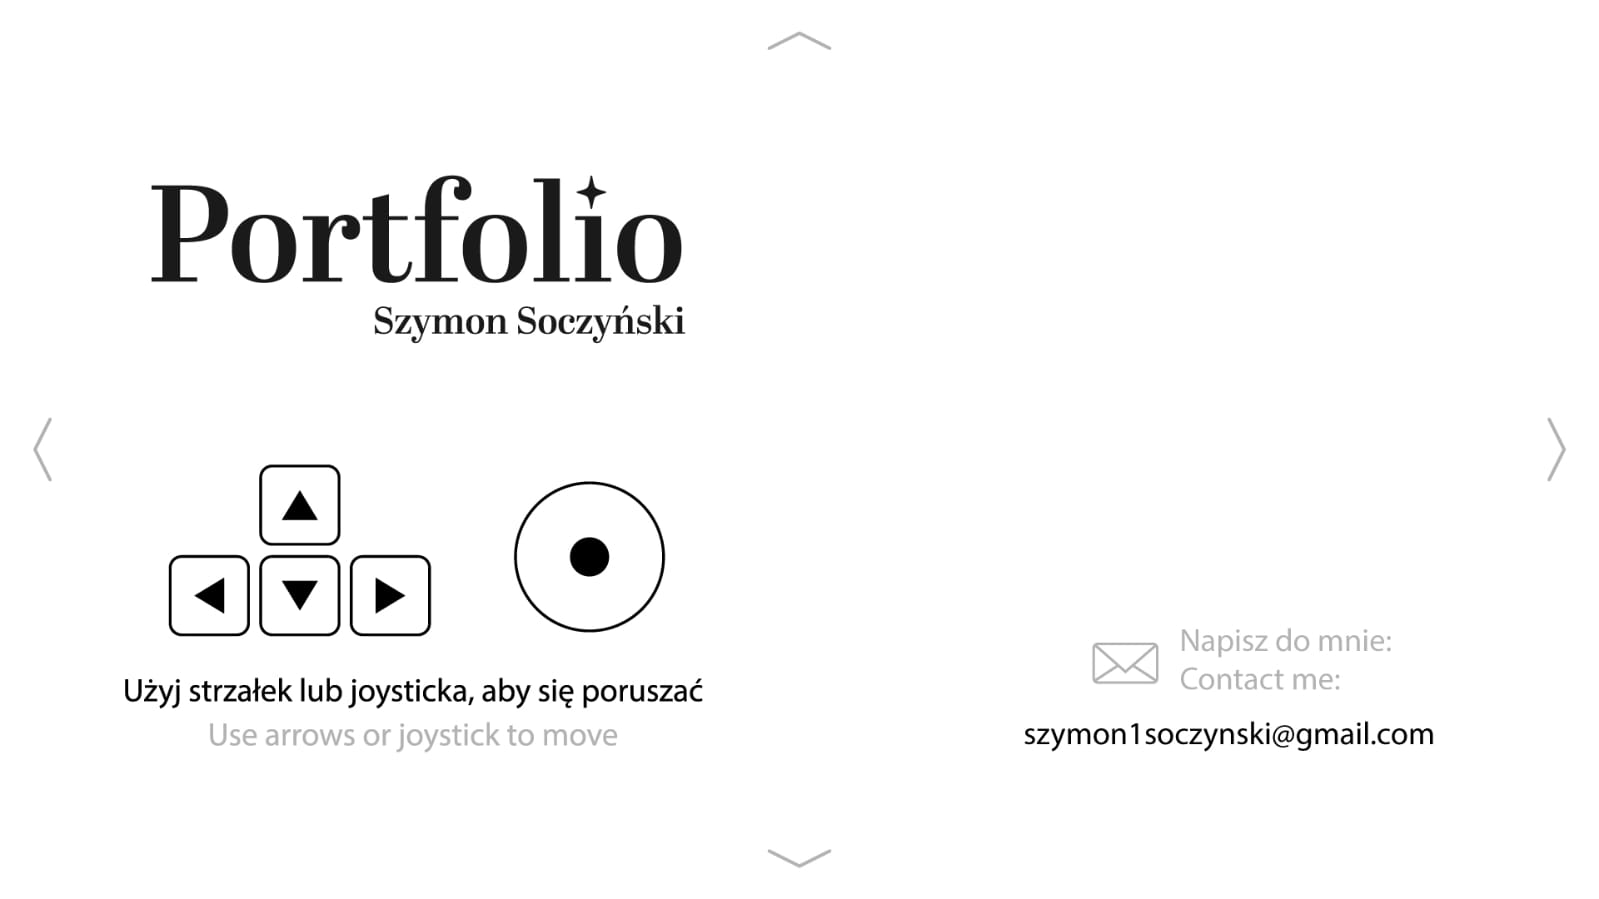 Portfolio
Szymon Soczyński
Użyj strzałek lub joysticka, aby się poruszać
Use arrows or joystick to move
Napisz do mnie:
Contact me:
szymon1soczynski@gmail.com